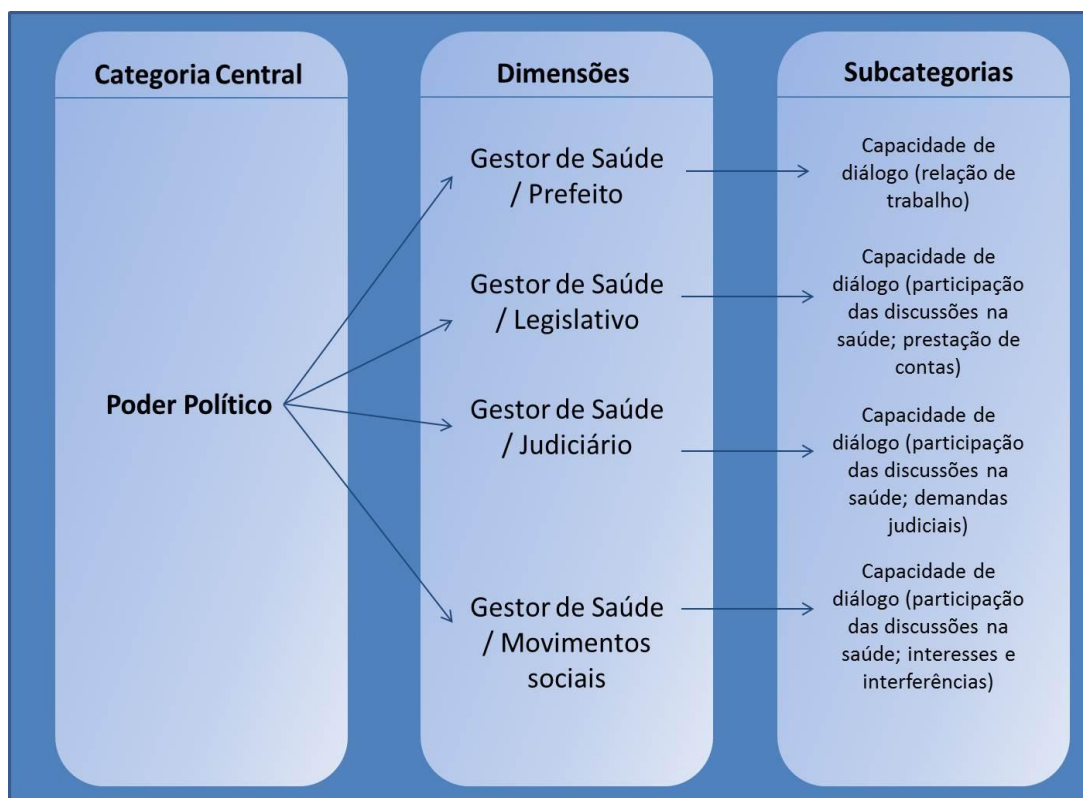 Categoria Central
Poder Político
Dimensões
Gestor de Saúde
/ Prefeito
Gestor de Saúde
/ Legislativo
Gestor de Saúde
/ Judiciário
Gestor de Saúde
/ Movimentos
sociais
Subcategorias
Capacidade de
diálogo (relação de
trabalho)
Capacidade de
diálogo (participação
das discussões na
saúde; prestação de
contas)
Capacidade de
diálogo (participação
das discussões na
saúde; demandas
judiciais)
Capacidade de
diálogo (participação
das discussões na
saúde; interesses e
interferências)